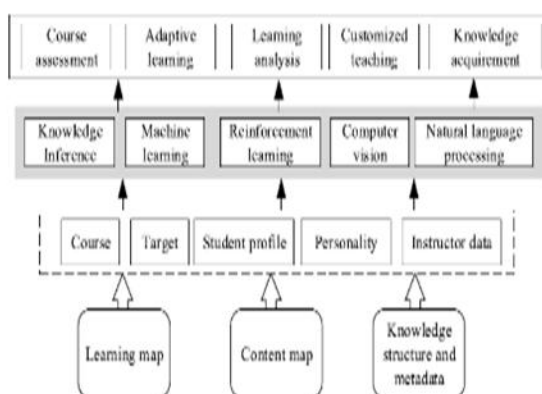 Course assessment
Adaptive learning
Learning analysis
Customized teaching
Knowledge acquirement
Knowledge Inference
Machine learning
Reinforcement learning
Computer vision
Natural language processing
Course
Target
Student profile
Personality
Instructor data
Learning map
Content map
Knowledge structure and metadata